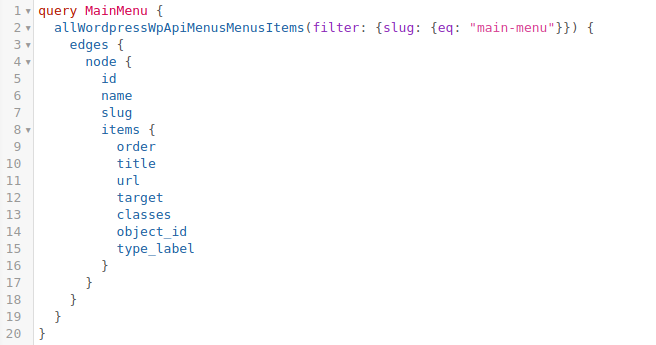 1 query MainMenu {
2 allWordpressWpApiMenusMenusItems(filter: {slug: {eq: "main-menu"}}) {
3 edges {
4 node {
5 id
6 name
7 slug
8 items {
9 order
10 title
11 url
12 target
13 classes
14 object_id
15 type_label
16 }
17 }
18 }
19 }
20 }